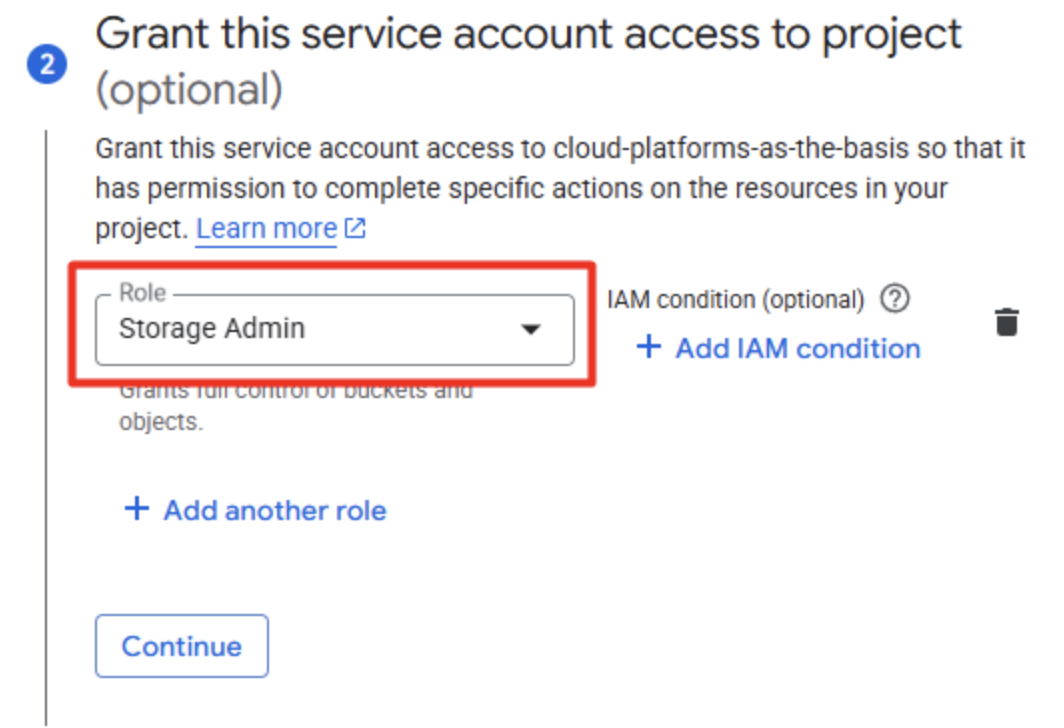 Grant this service account access to project
2
(optional)
Grant this service account access to cloud-platforms-as-the-basis so that it
has permission to complete specific actions on the resources in your
project. Learn more
Role
Storage Admin
IAM condition (optional)
+ Add IAM condition
Grants full control of buckets and
objects.
+ Add another role
Continue